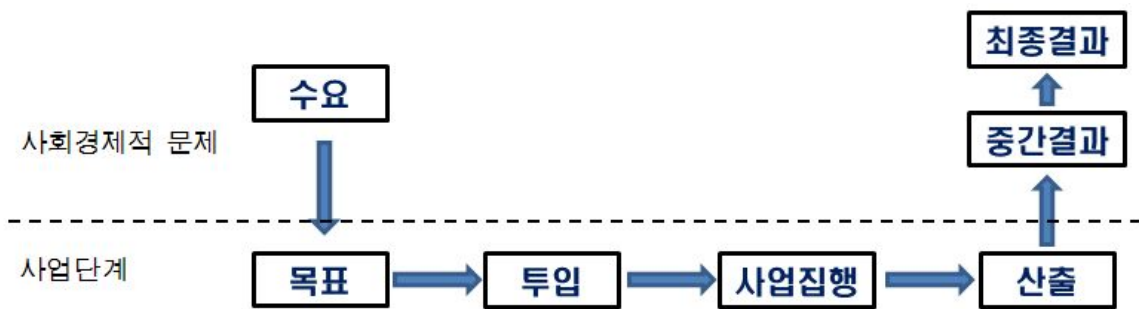 최종결과
수요
사회경제적 문제
중간결과
사업단계
목표
투입
사업집행
산출